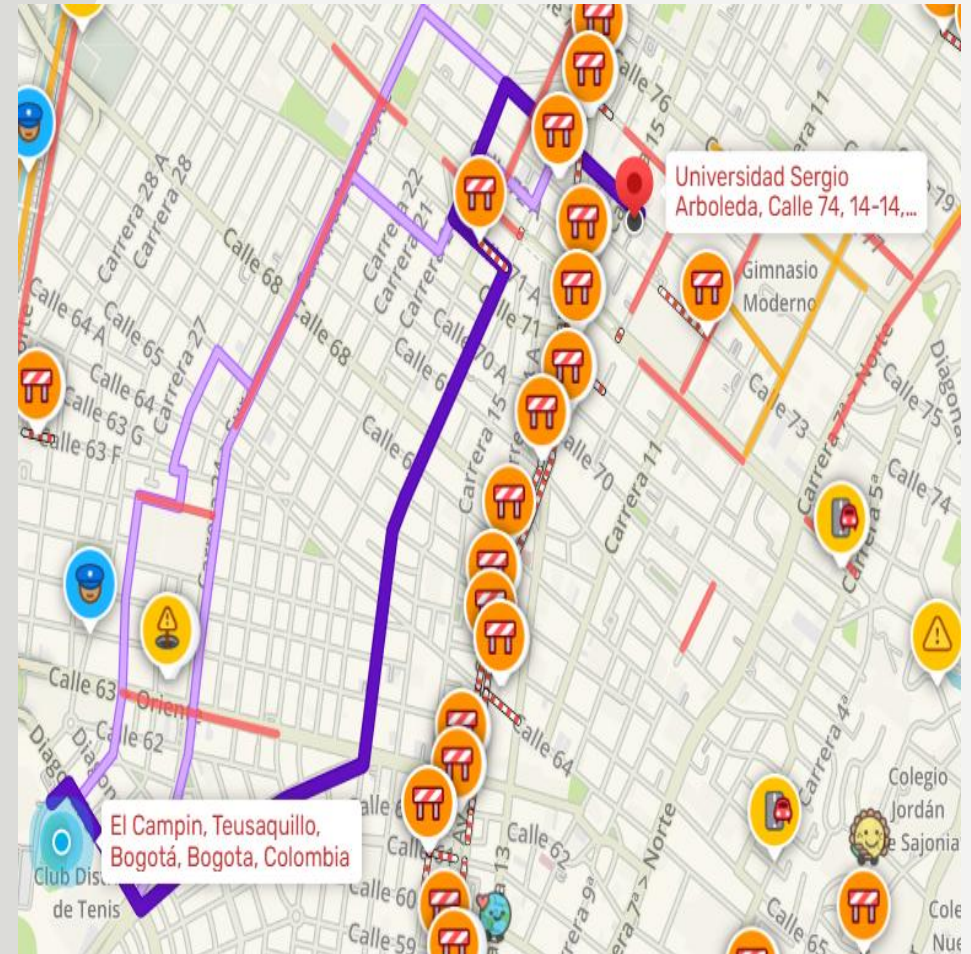 Calle 76
Carrera 11
Carrera 28 A
Carrera 28
Carrera 22
Carrera 21
Universidad Sergio
Arboleda, Calle 74, 14-14,...
Calle 68
Gimnasio
Moderno
Calle 64 A
Calle 65
Carrera 27
Calle 68
Calle 71
Calle 70 A
Calle 64
Calle 63 G
Calle 63 F
Calle 73
Calle 75
Carrera 7ª > Norte
Calle 74
Carrera 15
Calle 70
Carrera 11
Carrera 5ª
Calle 63
Oriente
Calle 62
Calle 64
Carrera 4ª
Colegio
Jordán
e Sajonia
El Campin, Teusaquillo,
Bogotá, Bogota, Colombia
Calle 62
Club Dis
de Tenis
Calle 60
Calle 59
Calle 65